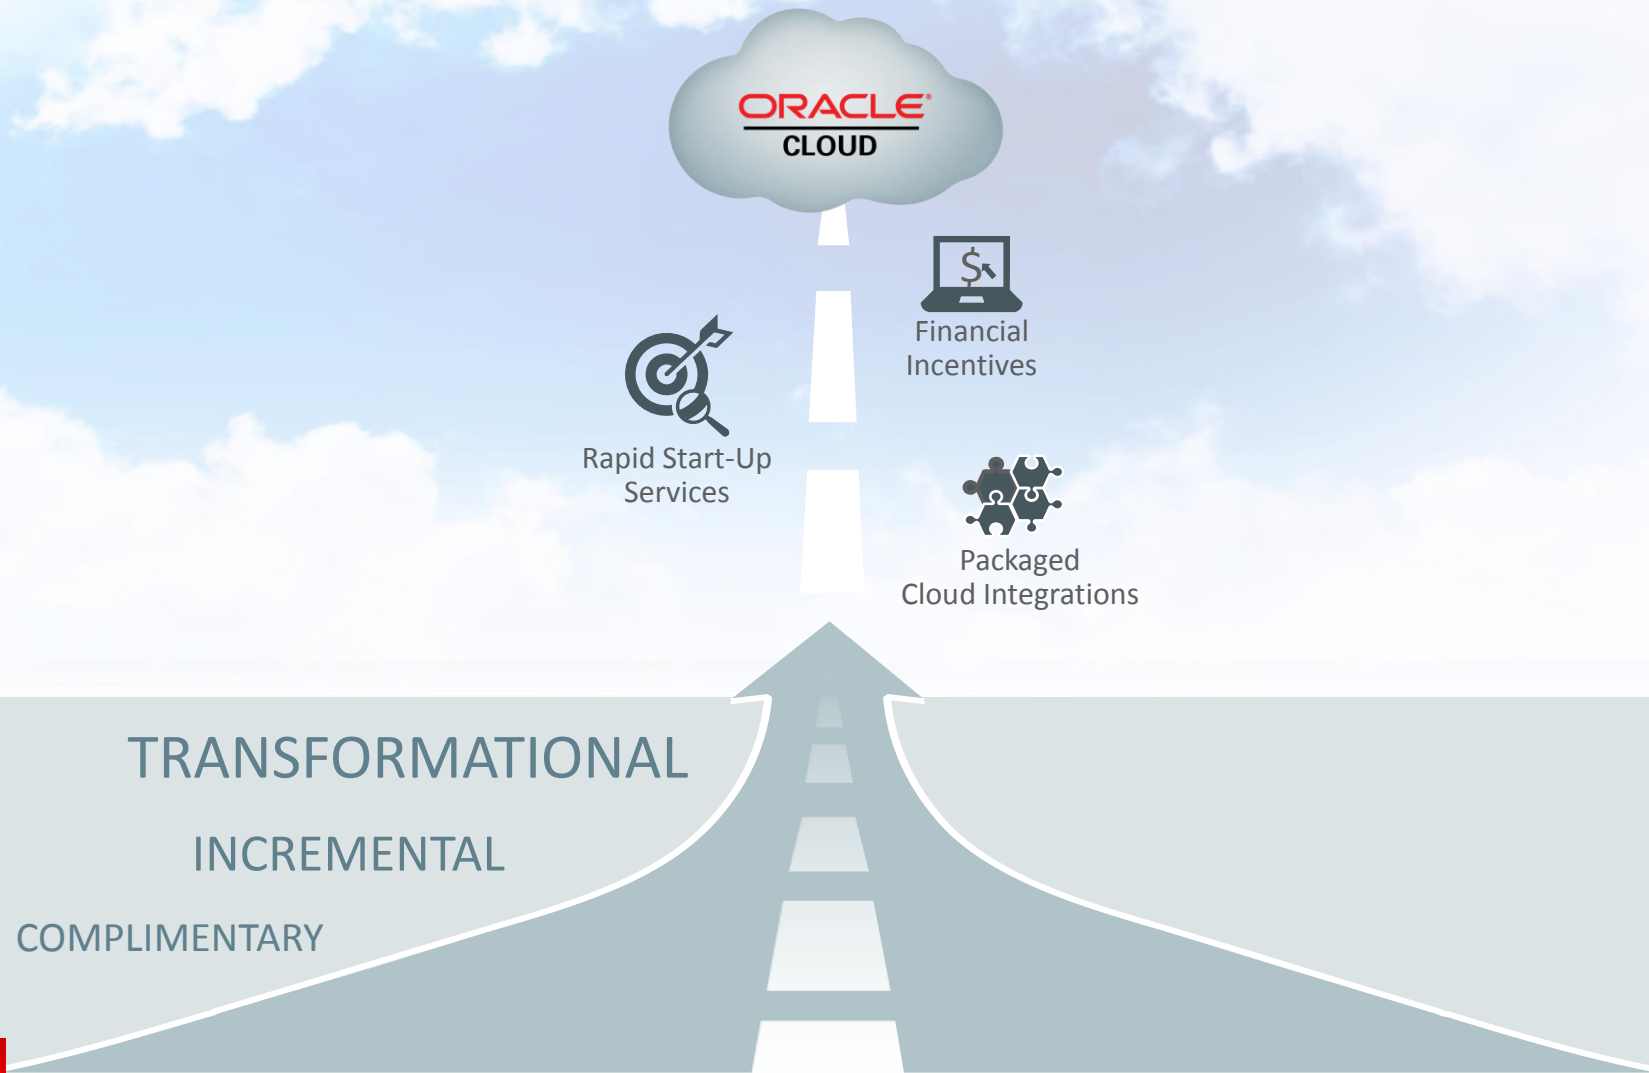 ORACLE®
CLOUD
$
Financial
Incentives
Rapid Start-Up
Services
Packaged
Cloud Integrations
TRANSFORMATIONAL
INCREMENTAL
COMPLIMENTARY